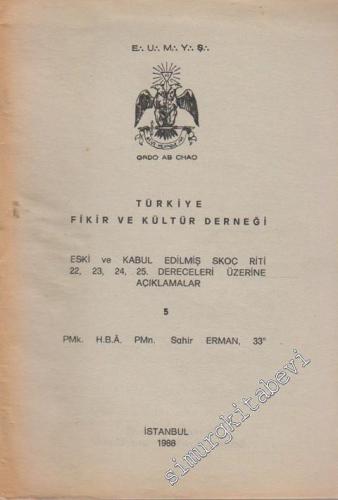 E∴ U∴ M∴ Y∴ Ş∴
ORDO AB CHAO
TÜRKİYE
FİKİR VE KÜLTÜR DERNEĞİ
ESKİ ve KABUL EDİLMİŞ SKOÇ RİTİ
22, 23, 24, 25. DERECELERİ ÜZERİNE
AÇIKLAMALAR
5
PMk. H.B.Â. PMn. Sahir ERMAN, 33°
İSTANBUL
1988
simurgkitabevi